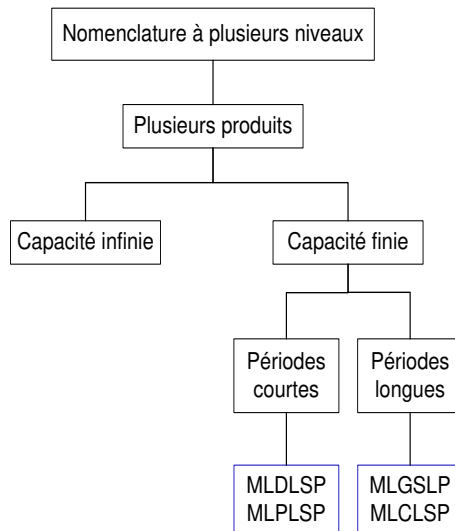 Nomenclature à plusieurs niveaux
Plusieurs produits
Capacité infinie
Capacité finie
Périodes
courtes
Périodes
longues
MLDLSP
MLPLSP
MLGSLP
MLCLSP